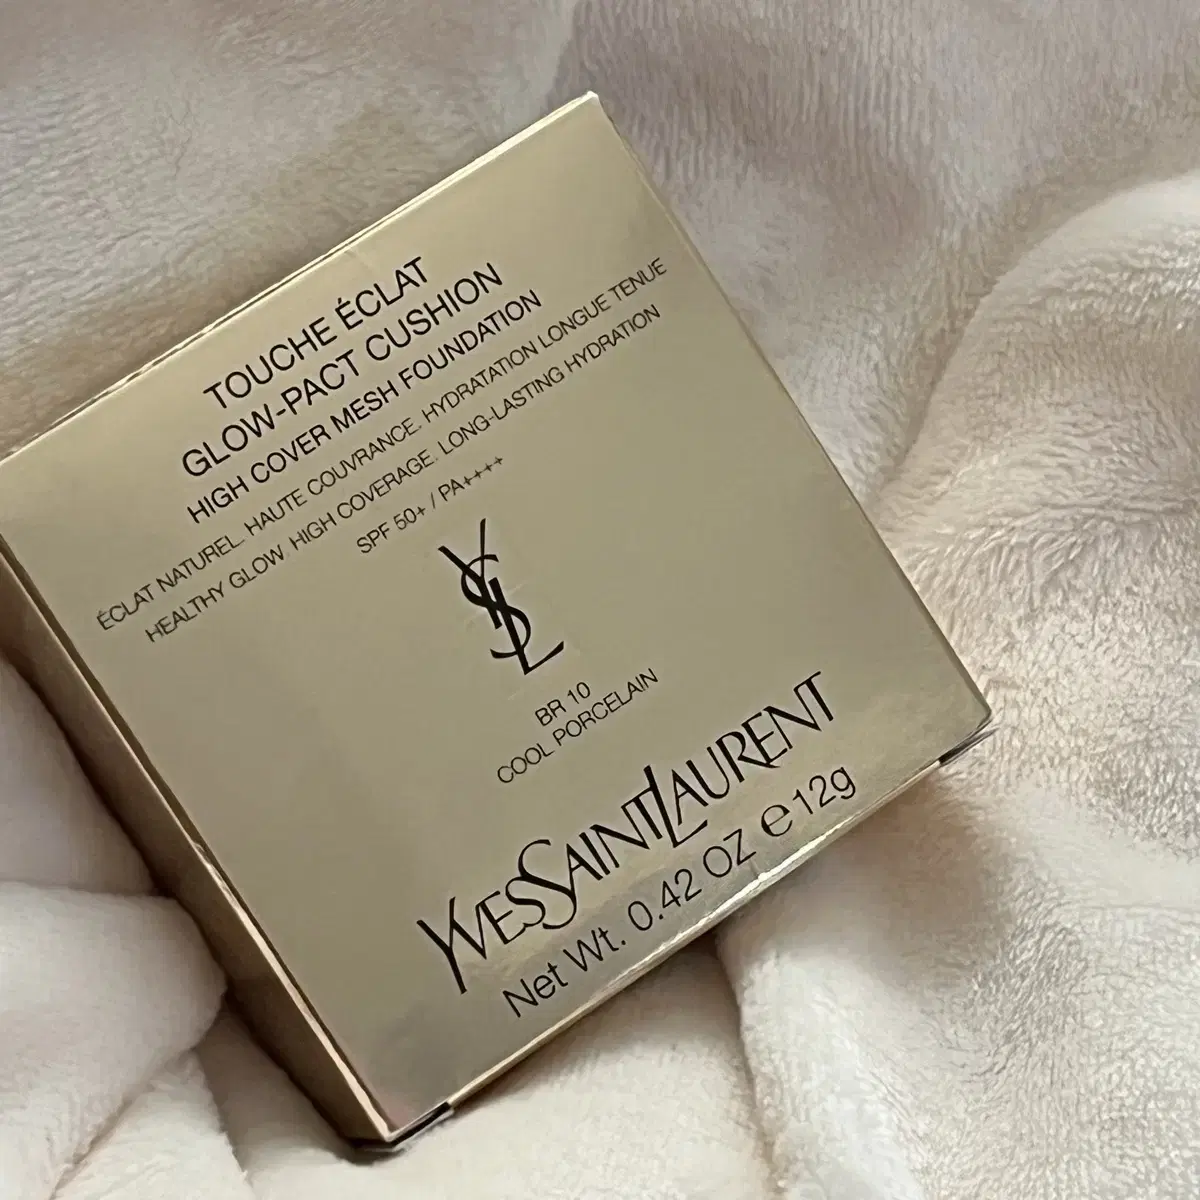 TOUCHE ÉCLAT
GLOW-PACT CUSHION
HIGH COVER MESH FOUNDATION
ÉCLAT NATUREL. HAUTE COUVRANCE. HYDRATATION LONGUE TENUE
HEALTHY GLOW. HIGH COVERAGE. LONG-LASTING HYDRATION
SPF 50+ / PA++++
YSL
BR 10
COOL PORCELAIN
YVESSAINTLAURENT
Net Wt. 0.42 OZ ℮ 12g